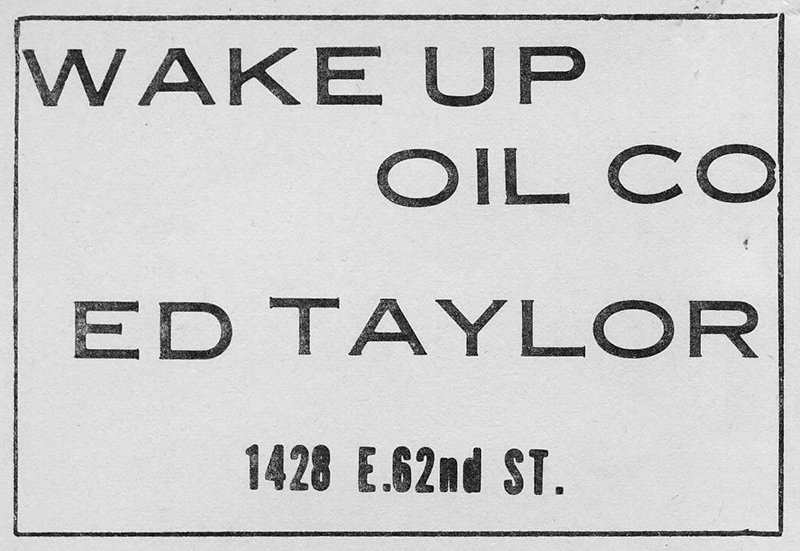 WAKE UP
OIL CO
ED TAYLOR
1428 E.62nd ST.